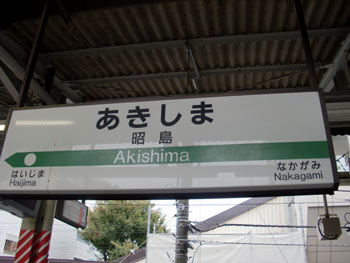 あきしま
昭島
Akishima
はいじま
Haijima
なかがみ
Nakagami